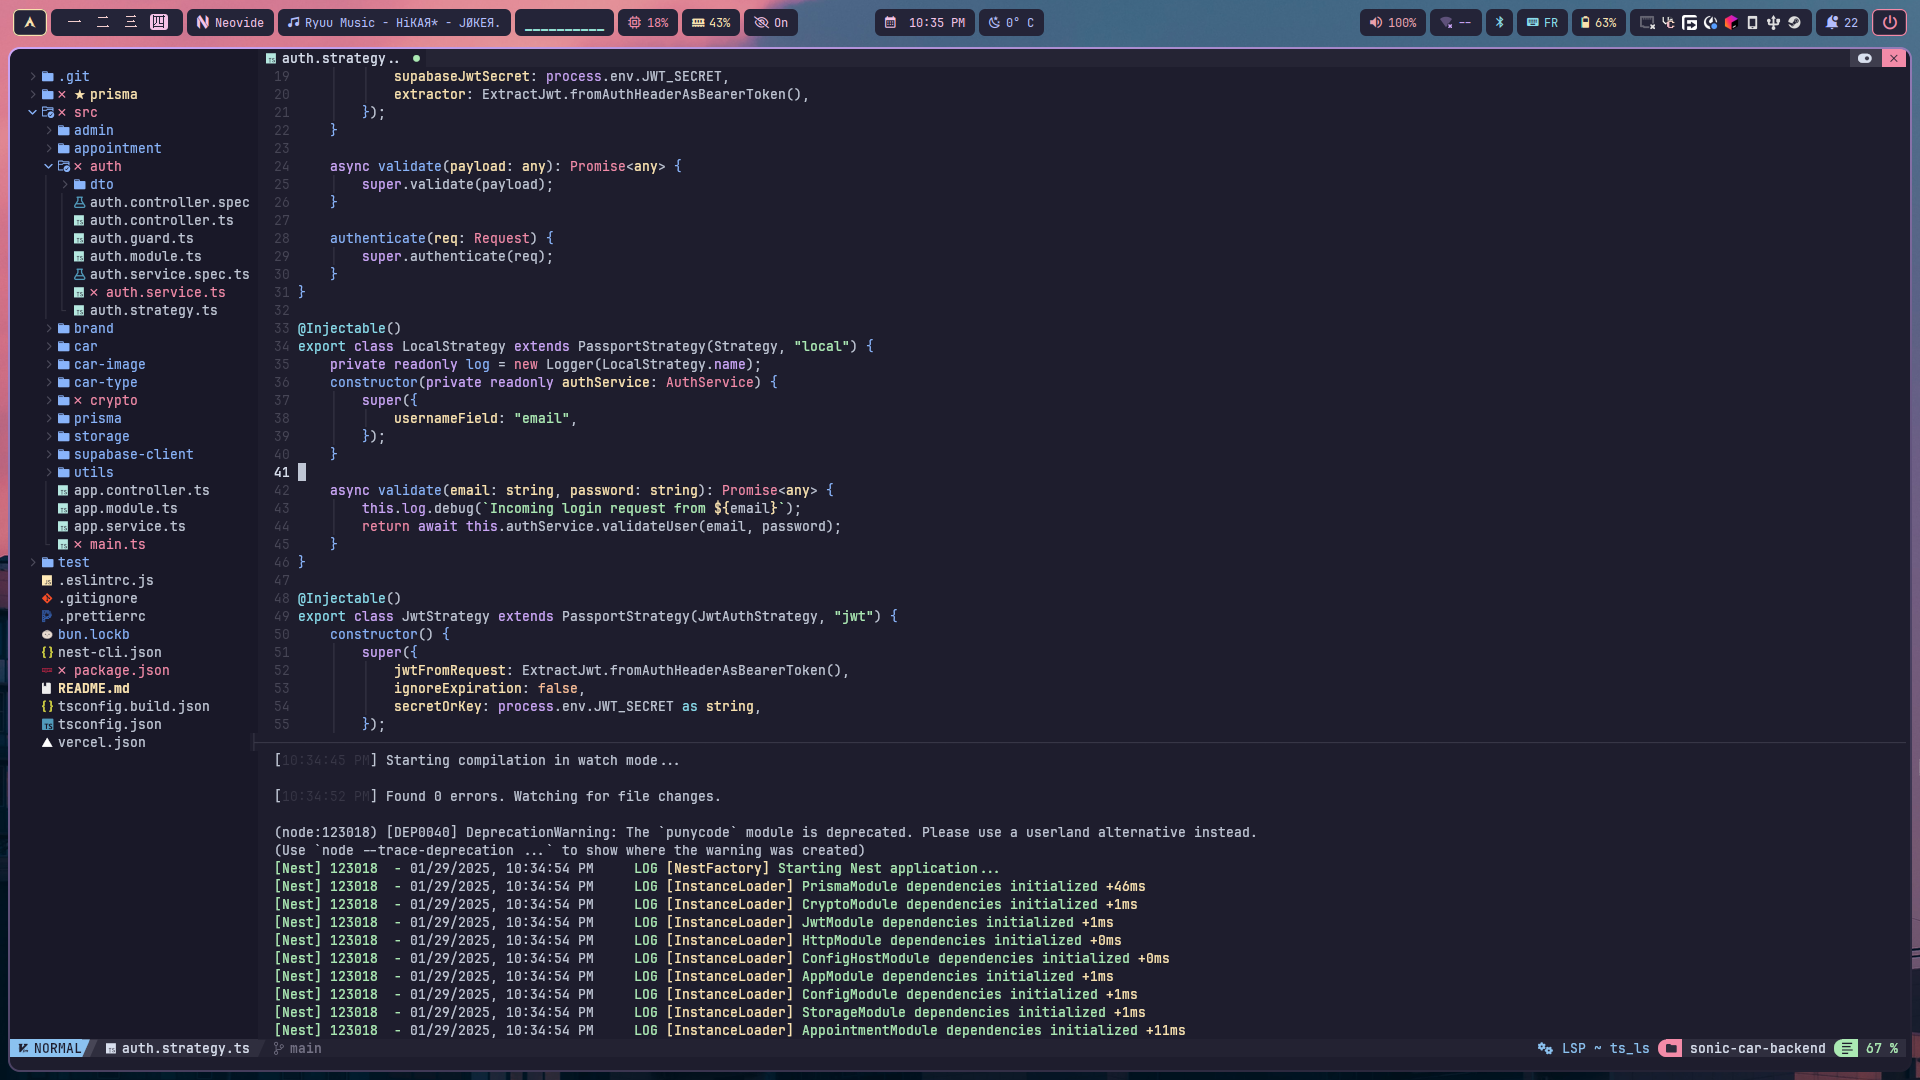 一 二 三 四 Neovide Ryuu Music - HiKAЯ* - JØKEЯ. 18% 43% On 10:35 PM 0° C 100% -- FR 63% 22
.git
prisma
src
admin
appointment
auth
dto
auth.controller.spec
auth.controller.ts
auth.guard.ts
auth.module.ts
auth.service.spec.ts
auth.service.ts
auth.strategy.ts
brand
car
car-image
car-type
crypto
prisma
storage
supabase-client
utils
app.controller.ts
app.module.ts
app.service.ts
main.ts
test
.eslintrc.js
.gitignore
.prettierrc
bun.lockb
nest-cli.json
package.json
README.md
tsconfig.build.json
tsconfig.json
vercel.json
auth.strategy..
19 supabaseJwtSecret: process.env.JWT_SECRET,
20 extractor: ExtractJwt.fromAuthHeaderAsBearerToken(),
21 });
22 }
23
24 async validate(payload: any): Promise<any> {
25 super.validate(payload);
26 }
27
28 authenticate(req: Request) {
29 super.authenticate(req);
30 }
31 }
32
33 @Injectable()
34 export class LocalStrategy extends PassportStrategy(Strategy, "local") {
35 private readonly log = new Logger(LocalStrategy.name);
36 constructor(private readonly authService: AuthService) {
37 super({
38 usernameField: "email",
39 });
40 }
41
42 async validate(email: string, password: string): Promise<any> {
43 this.log.debug(`Incoming login request from ${email}`);
44 return await this.authService.validateUser(email, password);
45 }
46 }
47
48 @Injectable()
49 export class JwtStrategy extends PassportStrategy(JwtAuthStrategy, "jwt") {
50 constructor() {
51 super({
52 jwtFromRequest: ExtractJwt.fromAuthHeaderAsBearerToken(),
53 ignoreExpiration: false,
54 secretOrKey: process.env.JWT_SECRET as string,
55 });
[10:34:45 PM] Starting compilation in watch mode...
[10:34:52 PM] Found 0 errors. Watching for file changes.
(node:123018) [DEP0040] DeprecationWarning: The `punycode` module is deprecated. Please use a userland alternative instead.
(Use `node --trace-deprecation ...` to show where the warning was created)
[Nest] 123018 - 01/29/2025, 10:34:54 PM LOG [NestFactory] Starting Nest application...
[Nest] 123018 - 01/29/2025, 10:34:54 PM LOG [InstanceLoader] PrismaModule dependencies initialized +46ms
[Nest] 123018 - 01/29/2025, 10:34:54 PM LOG [InstanceLoader] CryptoModule dependencies initialized +1ms
[Nest] 123018 - 01/29/2025, 10:34:54 PM LOG [InstanceLoader] JwtModule dependencies initialized +1ms
[Nest] 123018 - 01/29/2025, 10:34:54 PM LOG [InstanceLoader] HttpModule dependencies initialized +0ms
[Nest] 123018 - 01/29/2025, 10:34:54 PM LOG [InstanceLoader] ConfigHostModule dependencies initialized +0ms
[Nest] 123018 - 01/29/2025, 10:34:54 PM LOG [InstanceLoader] AppModule dependencies initialized +1ms
[Nest] 123018 - 01/29/2025, 10:34:54 PM LOG [InstanceLoader] ConfigModule dependencies initialized +1ms
[Nest] 123018 - 01/29/2025, 10:34:54 PM LOG [InstanceLoader] StorageModule dependencies initialized +1ms
[Nest] 123018 - 01/29/2025, 10:34:54 PM LOG [InstanceLoader] AppointmentModule dependencies initialized +11ms
NORMAL auth.strategy.ts main LSP ~ ts_ls sonic-car-backend 67 %